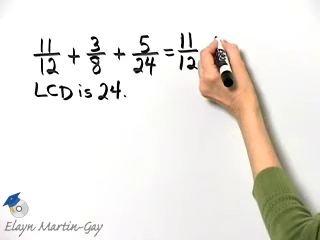 11/12 + 3/8 + 5/24 = 11/12
LCD is 24.
Elayn Martin-Gay